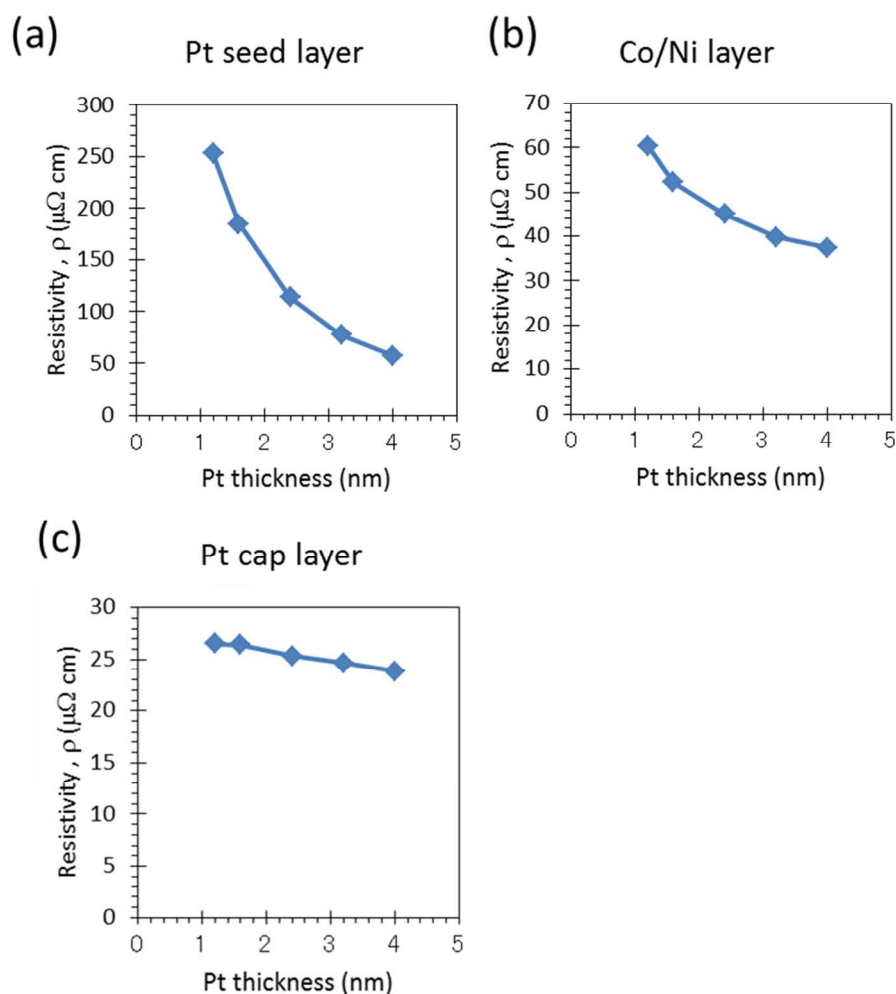 (a)
Pt seed layer
Resistivity , ρ (μΩ cm)
300
250
200
150
100
50
0
0 1 2 3 4 5
Pt thickness (nm)
(b)
Co/Ni layer
Resistivity , ρ (μΩ cm)
70
60
50
40
30
20
10
0
0 1 2 3 4 5
Pt thickness (nm)
(c)
Pt cap layer
Resistivity , ρ (μΩ cm)
30
25
20
15
10
5
0
0 1 2 3 4 5
Pt thickness (nm)